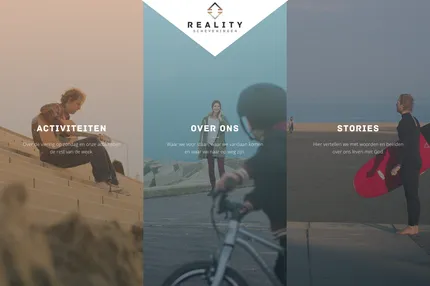 REALITY
SCHEVENINGEN
ACTIVITEITEN
OVER ONS
STORIES
Over de viering op zondag en onze activiteiten
de rest van de week
Waar we voor staan, waar we vandaan komen
en waar we naar op weg zijn
Hier vertellen we met woorden en beelden
over ons leven met God